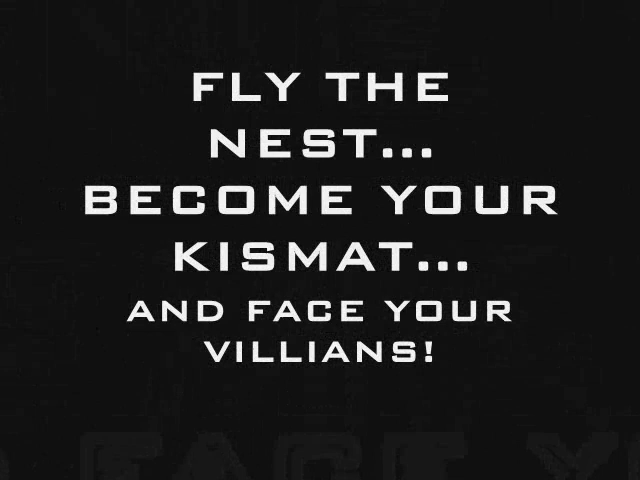 FLY THE
NEST...
BECOME YOUR
KISMAT...
AND FACE YOUR
VILLIANS!